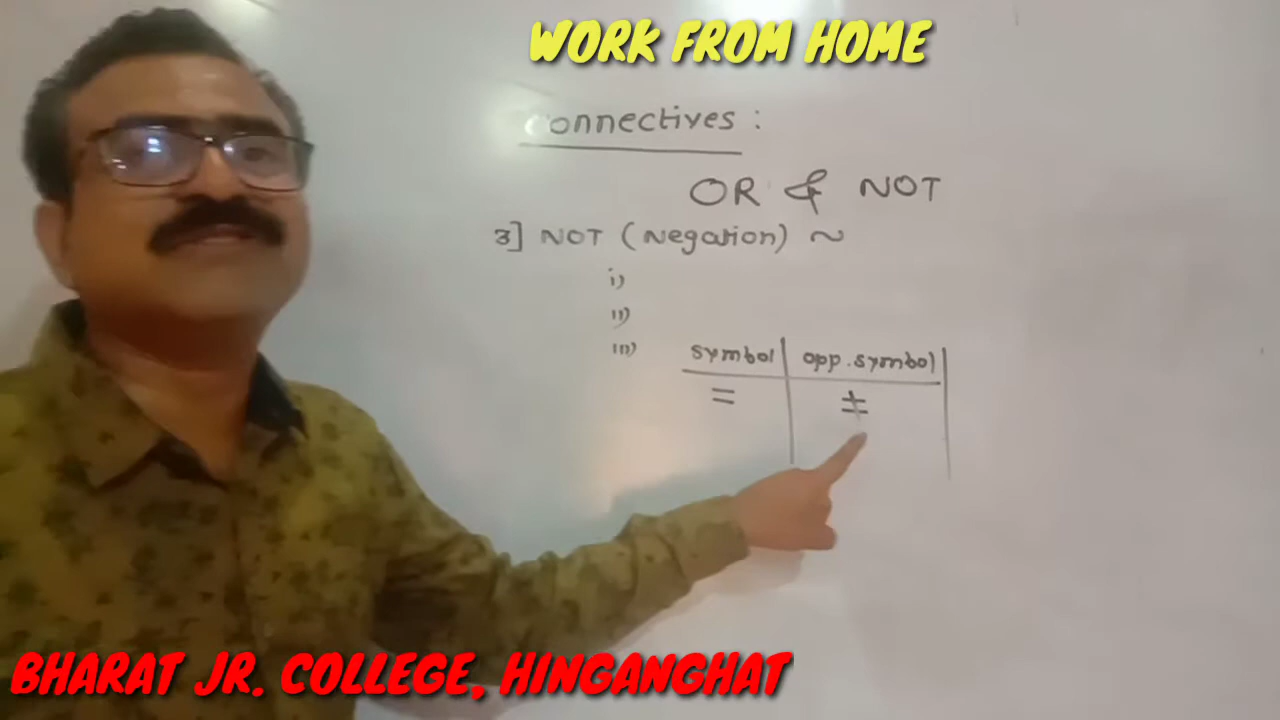 WORK FROM HOME
Connectives :
OR & NOT
3] NOT (Negation) ~
i)
ii)
iii) symbol | opp. symbol
= | ≠
BHARAT JR. COLLEGE, HINGANGHAT